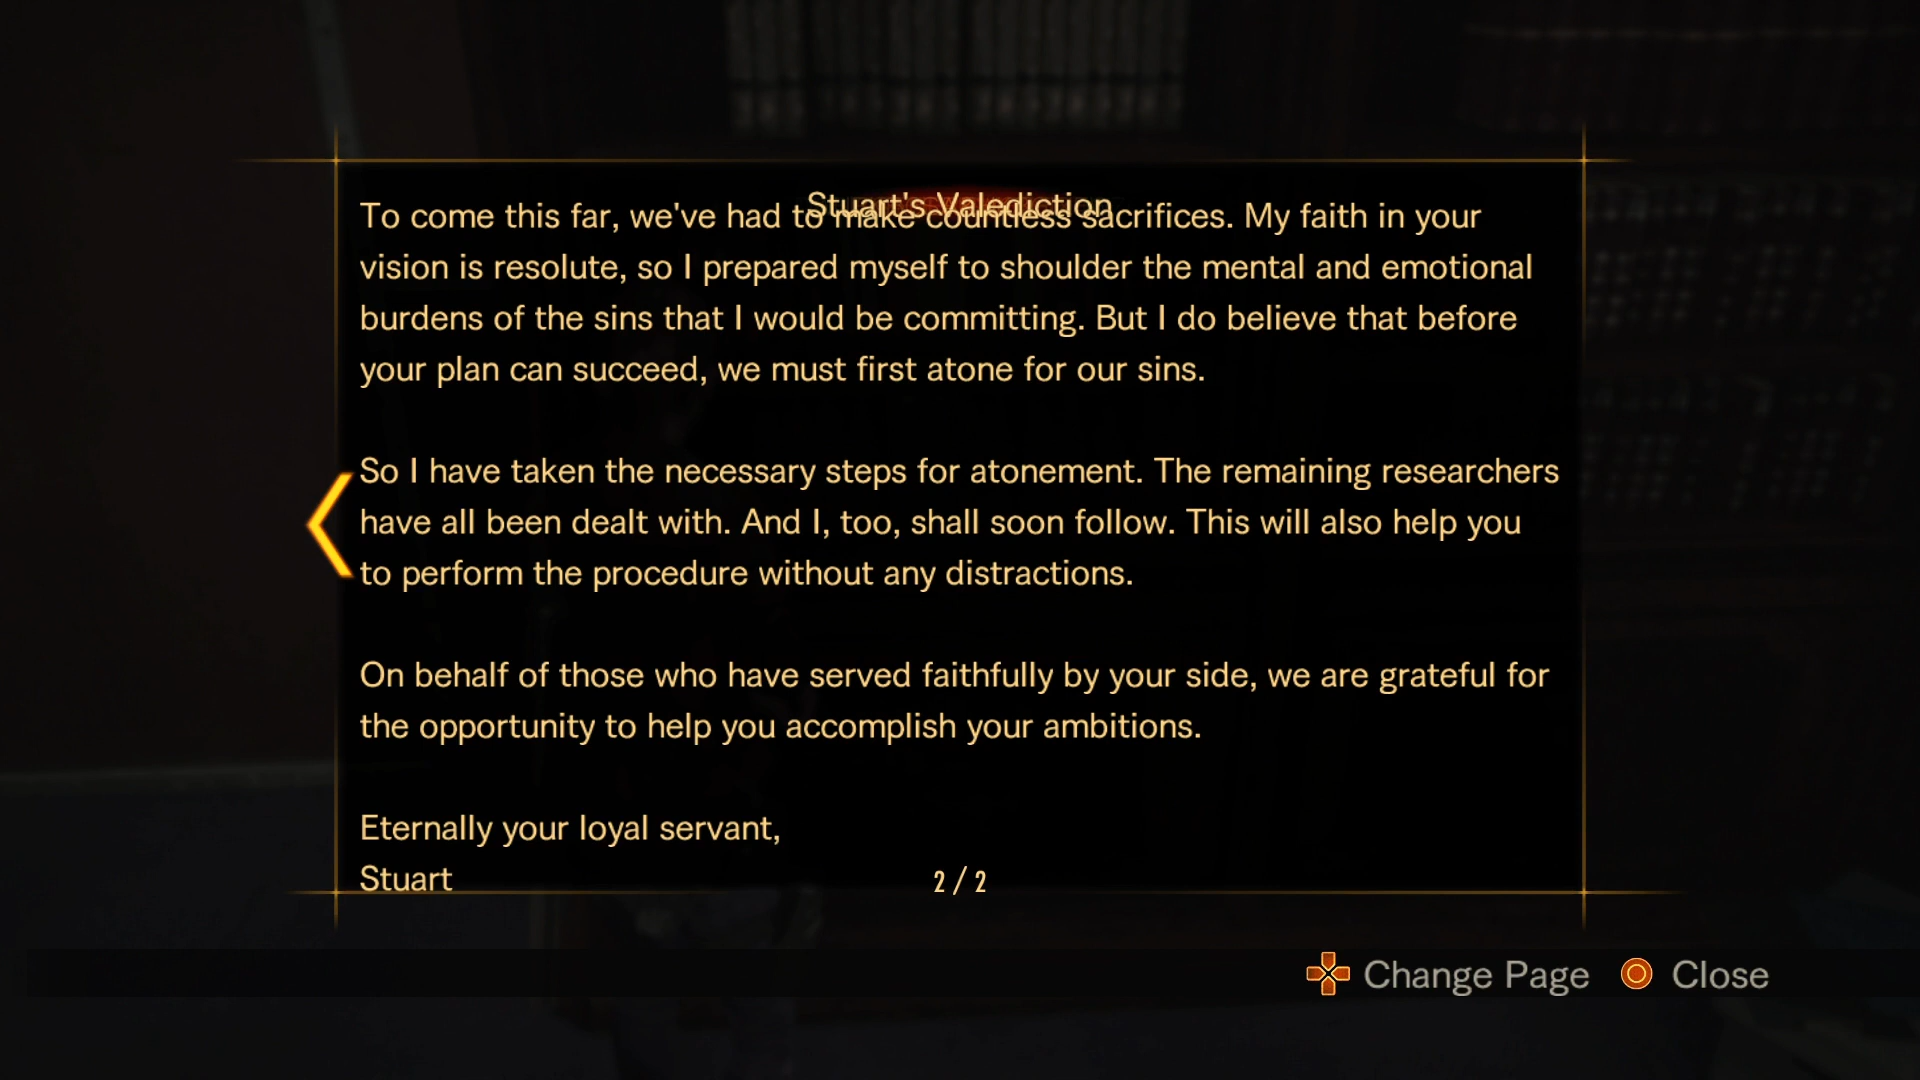 Stuart's Valediction
To come this far, we've had to make countless sacrifices. My faith in your
vision is resolute, so I prepared myself to shoulder the mental and emotional
burdens of the sins that I would be committing. But I do believe that before
your plan can succeed, we must first atone for our sins.
So I have taken the necessary steps for atonement. The remaining researchers
have all been dealt with. And I, too, shall soon follow. This will also help you
to perform the procedure without any distractions.
On behalf of those who have served faithfully by your side, we are grateful for
the opportunity to help you accomplish your ambitions.
Eternally your loyal servant,
Stuart
2 / 2
Change Page Close